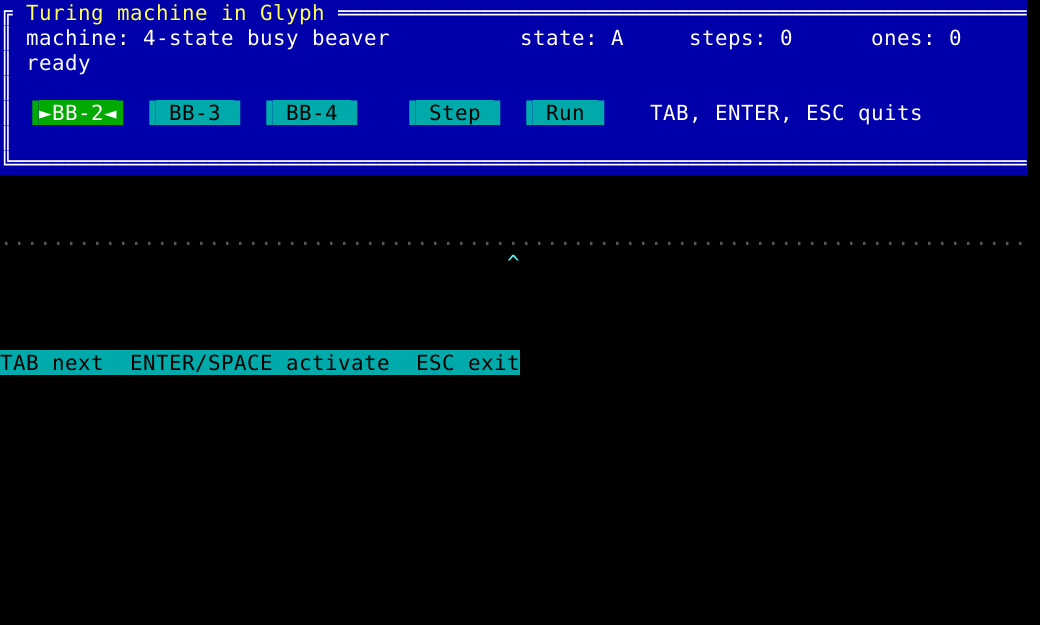 Turing machine in Glyph
machine: 4-state busy beaver state: A steps: 0 ones: 0
ready
►BB-2◄ BB-3 BB-4 Step Run TAB, ENTER, ESC quits
...............................................................................
^
TAB next ENTER/SPACE activate ESC exit